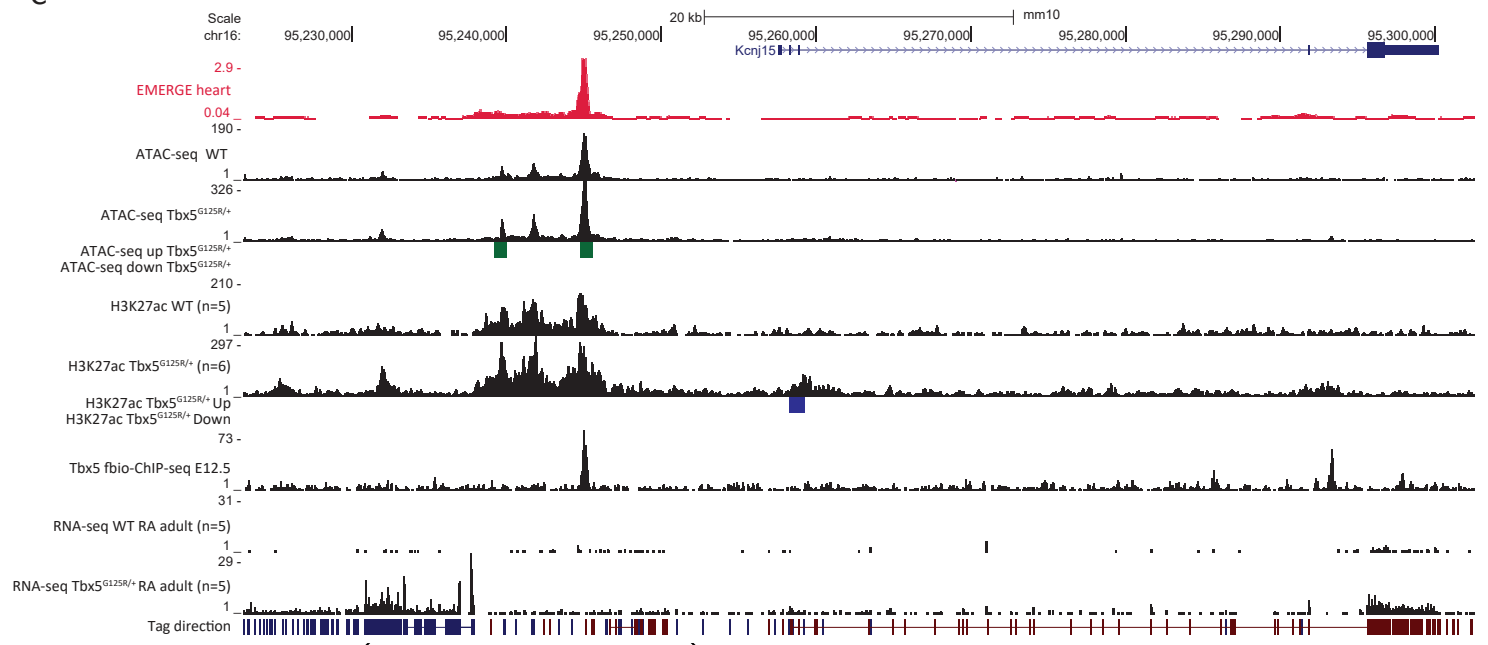 Scale 20 kb mm10
chr16: 95,230,000 95,240,000 95,250,000 95,260,000 95,270,000 95,280,000 95,290,000 95,300,000
Kcnj15
2.9 -
EMERGE heart
0.04 _
190 -
ATAC-seq WT
1 _
326 -
ATAC-seq Tbx5G125R/+
1 _
ATAC-seq up Tbx5G125R/+
ATAC-seq down Tbx5G125R/+
210 -
H3K27ac WT (n=5)
1 _
297 -
H3K27ac Tbx5G125R/+ (n=6)
1 _
H3K27ac Tbx5G125R/+ Up
H3K27ac Tbx5G125R/+ Down
73 -
Tbx5 fbio-ChIP-seq E12.5
1 _
31 -
RNA-seq WT RA adult (n=5)
1 _
29 -
RNA-seq Tbx5G125R/+ RA adult (n=5)
1 _
Tag direction